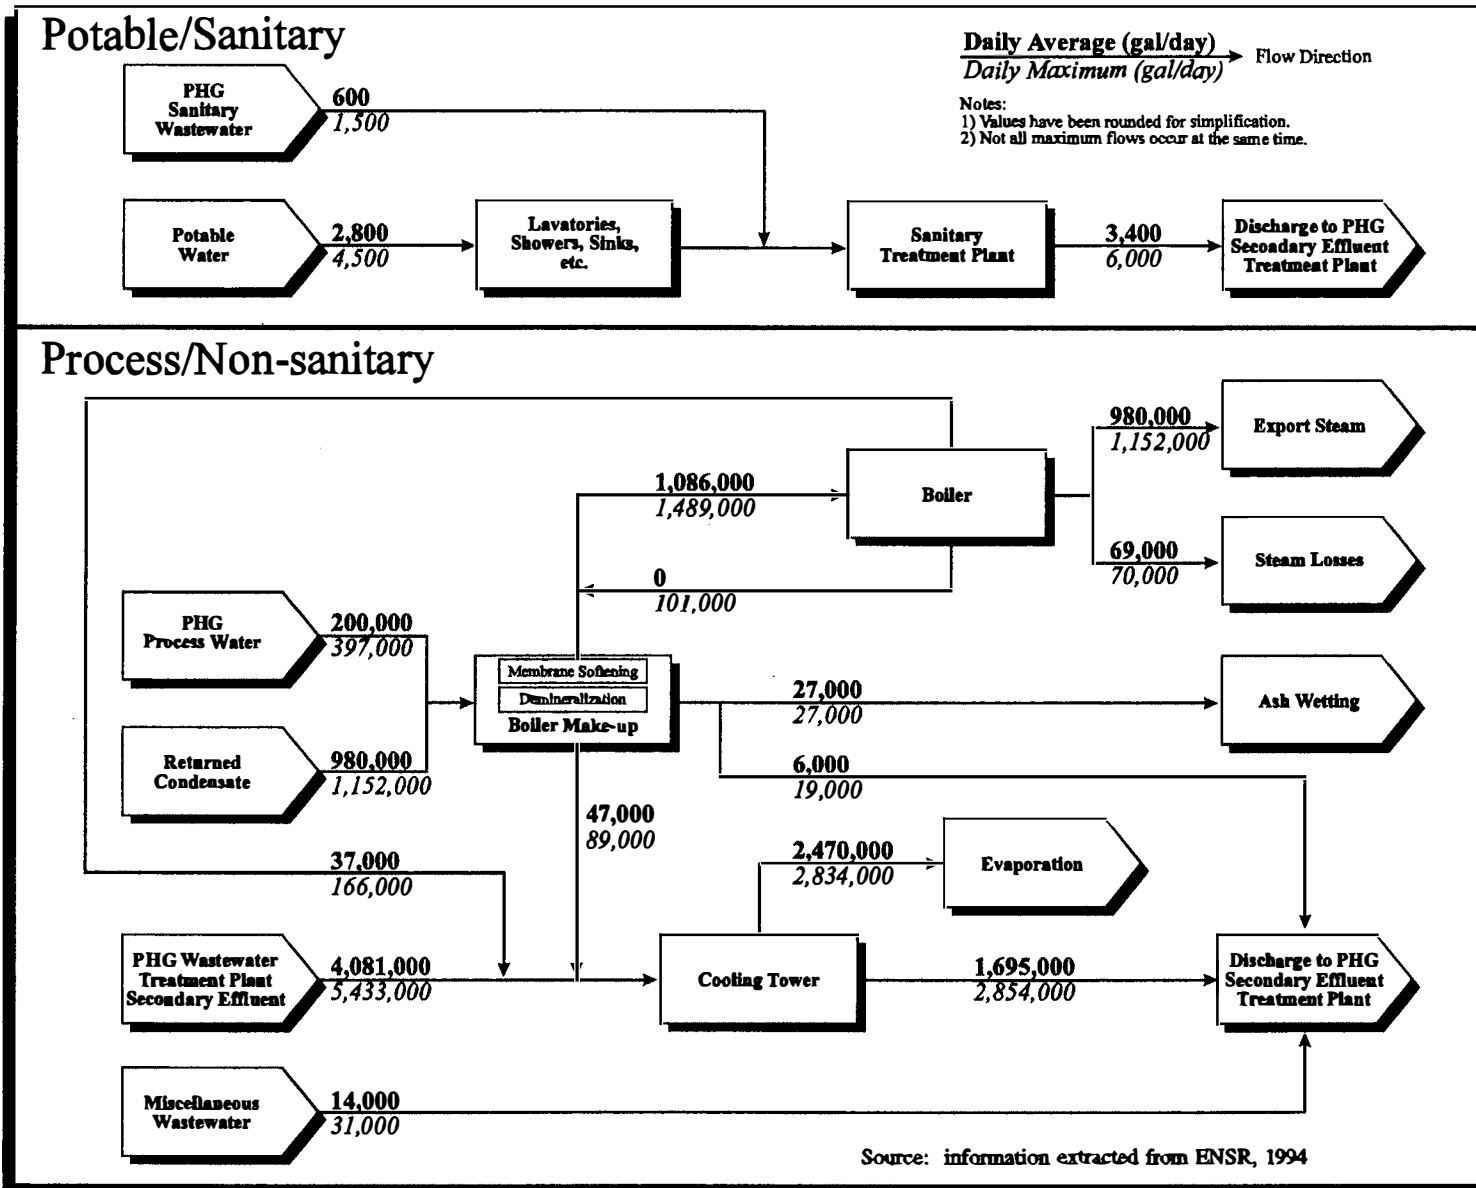 Potable/Sanitary
Daily Average (gal/day)
Daily Maximum (gal/day)
Flow Direction
Notes:
1) Values have been rounded for simplification.
2) Not all maximum flows occur at the same time.
PHG
Sanitary
Wastewater
600
1,500
Potable
Water
2,800
4,500
Lavatories,
Showers, Sinks,
etc.
Sanitary
Treatment Plant
3,400
6,000
Discharge to PHG
Secondary Effluent
Treatment Plant
Process/Non-sanitary
980,000
1,152,000
Export Steam
1,086,000
1,489,000
Boiler
69,000
70,000
Steam Losses
0
101,000
PHG
Process Water
200,000
397,000
Membrane Softening
Demineralization
Boiler Make-up
27,000
27,000
Ash Wetting
Returned
Condensate
980,000
1,152,000
6,000
19,000
47,000
89,000
37,000
166,000
2,470,000
2,834,000
Evaporation
PHG Wastewater
Treatment Plant
Secondary Effluent
4,081,000
5,433,000
Cooling Tower
1,695,000
2,854,000
Discharge to PHG
Secondary Effluent
Treatment Plant
Miscellaneous
Wastewater
14,000
31,000
Source: information extracted from ENSR, 1994